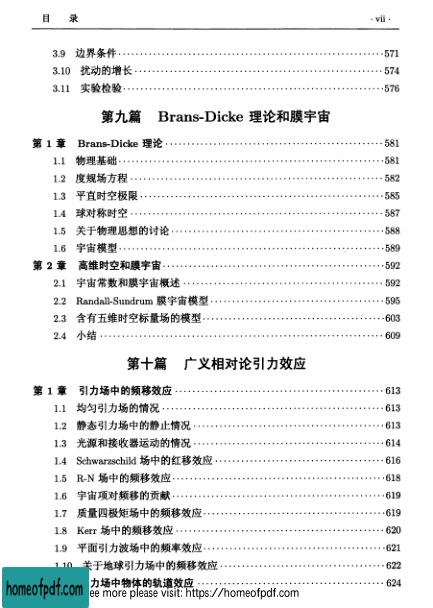 目 录 · vii ·
3.9 边界条件 571
3.10 扰动的增长 574
3.11 实验检验 576
第九篇 Brans-Dicke 理论和膜宇宙
第 1 章 Brans-Dicke 理论 581
1.1 物理基础 581
1.2 度规场方程 582
1.3 平直时空极限 585
1.4 球对称时空 587
1.5 关于物理思想的讨论 588
1.6 宇宙模型 589
第 2 章 高维时空和膜宇宙 592
2.1 宇宙常数和膜宇宙概述 592
2.2 Randall-Sundrum 膜宇宙模型 595
2.3 含有五维时空标量场的模型 603
2.4 小结 609
第十篇 广义相对论引力效应
第 1 章 引力场中的频移效应 613
1.1 均匀引力场的情况 613
1.2 静态引力场中的静止情况 613
1.3 光源和接收器运动的情况 614
1.4 Schwarzschild 场中的红移效应 616
1.5 R-N 场中的频移效应 618
1.6 宇宙项对频移的贡献 619
1.7 质量四极矩场中的频移效应 619
1.8 Kerr 场中的频移效应 620
1.9 平面引力波场中的频率效应 621
1.10 关于地球引力场中的频移效应 622
力场中物体的轨道效应 624
homeofpdf.com ee more please visit: https://homeofpdf.com